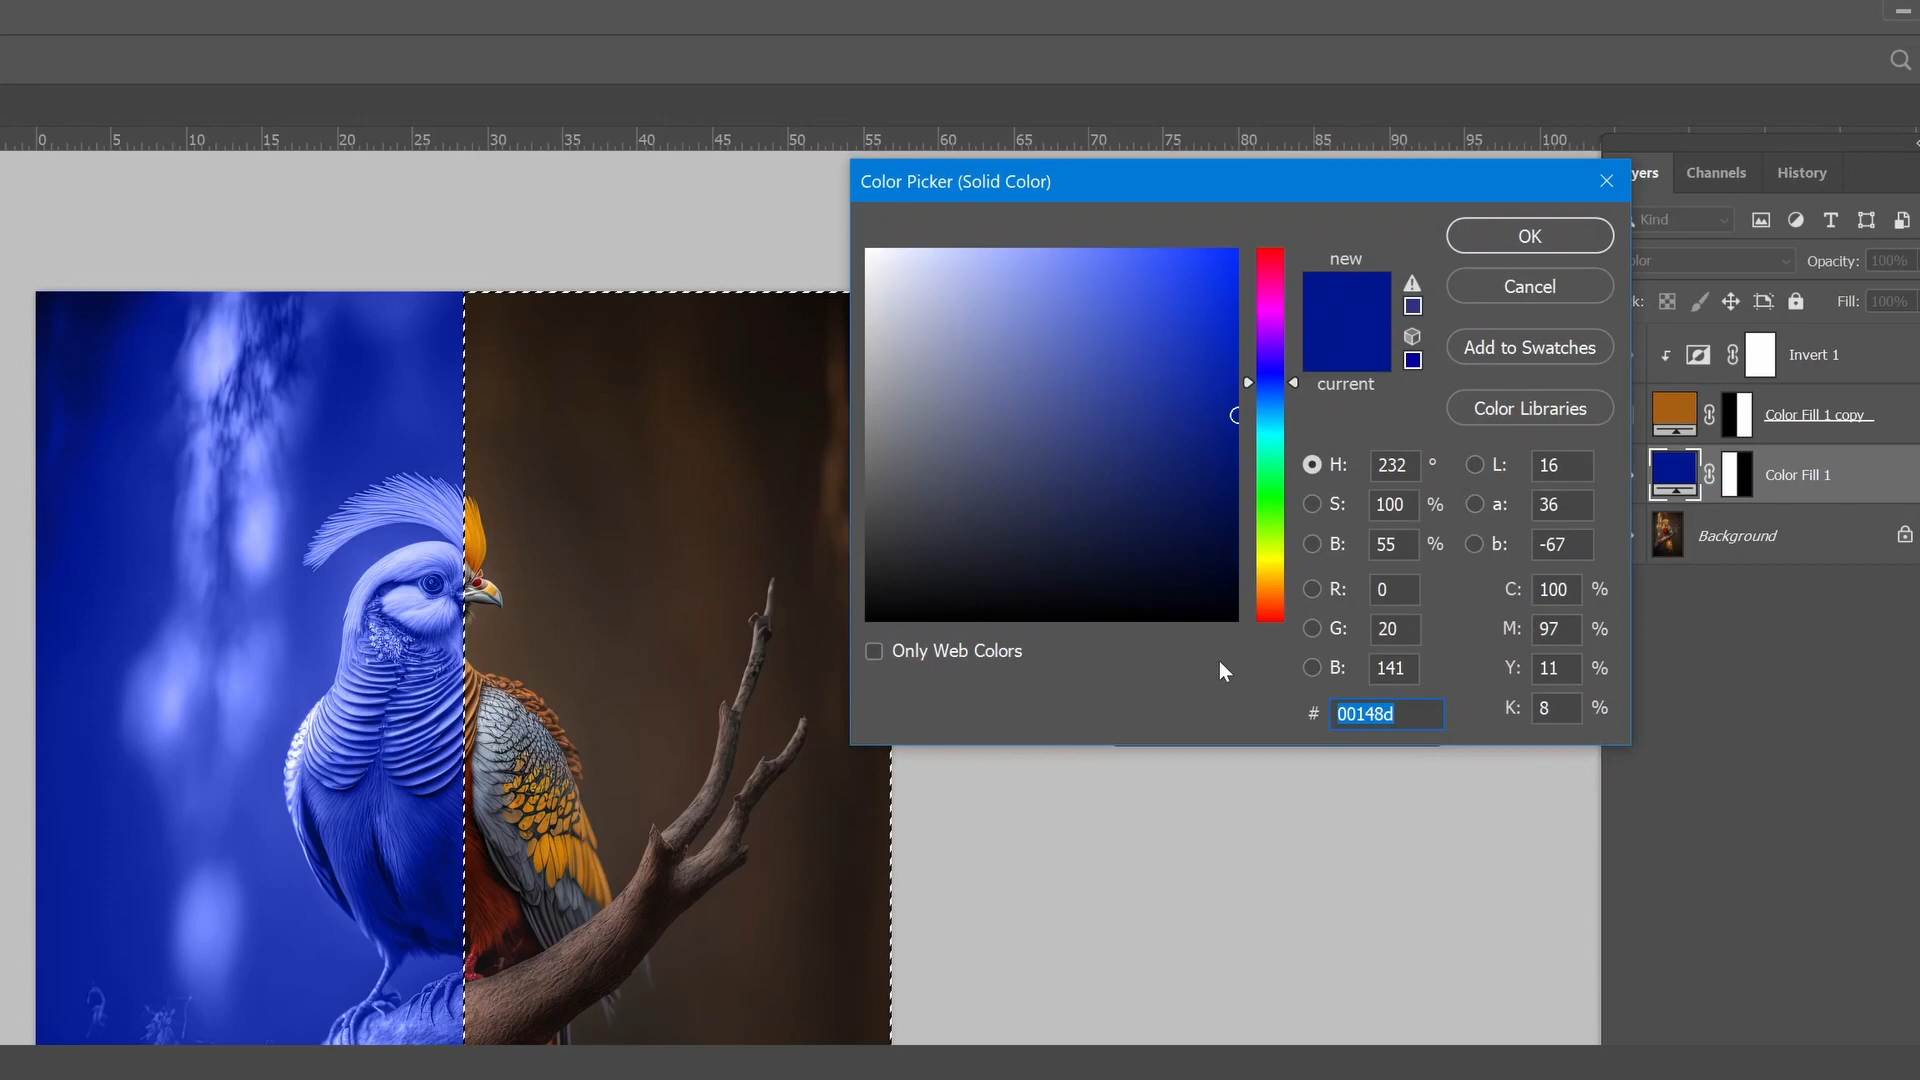 0 5 10 15 20 25 30 35 40 45 50 55 60 65 70 75 80 85 90 95 100
Color Picker (Solid Color)
yers Channels History
Kind
OK
new
Opacity: 100%
Cancel
k: Fill: 100%
Add to Swatches
Invert 1
current
Color Libraries
Color Fill 1 copy
H: 232 ° L: 16
Color Fill 1
S: 100 % a: 36
B: 55 % b: -67
Background
R: 0 C: 100 %
G: 20 M: 97 %
Only Web Colors
B: 141 Y: 11 %
# 00148d K: 8 %